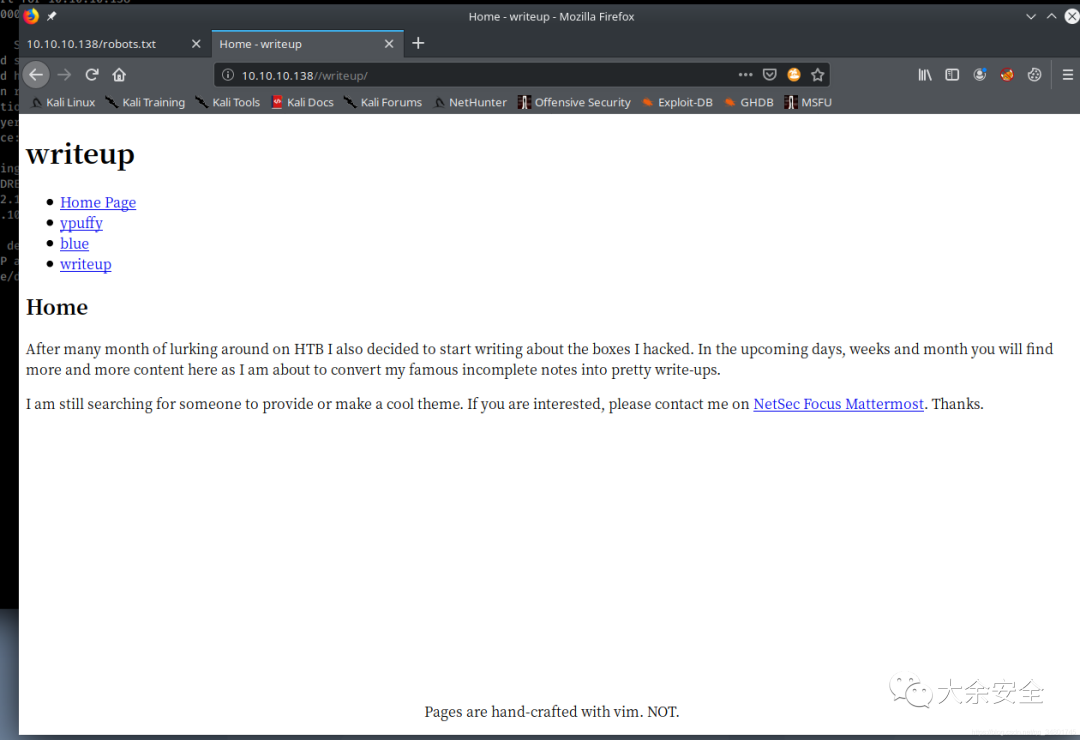 Home - writeup - Mozilla Firefox
10.10.10.138/robots.txt
Home - writeup
10.10.10.138//writeup/
Kali Linux Kali Training Kali Tools Kali Docs Kali Forums NetHunter Offensive Security Exploit-DB GHDB MSFU
writeup
Home Page
ypuffy
blue
writeup
Home
After many month of lurking around on HTB I also decided to start writing about the boxes I hacked. In the upcoming days, weeks and month you will find
more and more content here as I am about to convert my famous incomplete notes into pretty write-ups.
I am still searching for someone to provide or make a cool theme. If you are interested, please contact me on NetSec Focus Mattermost. Thanks.
大余安全
Pages are hand-crafted with vim. NOT.